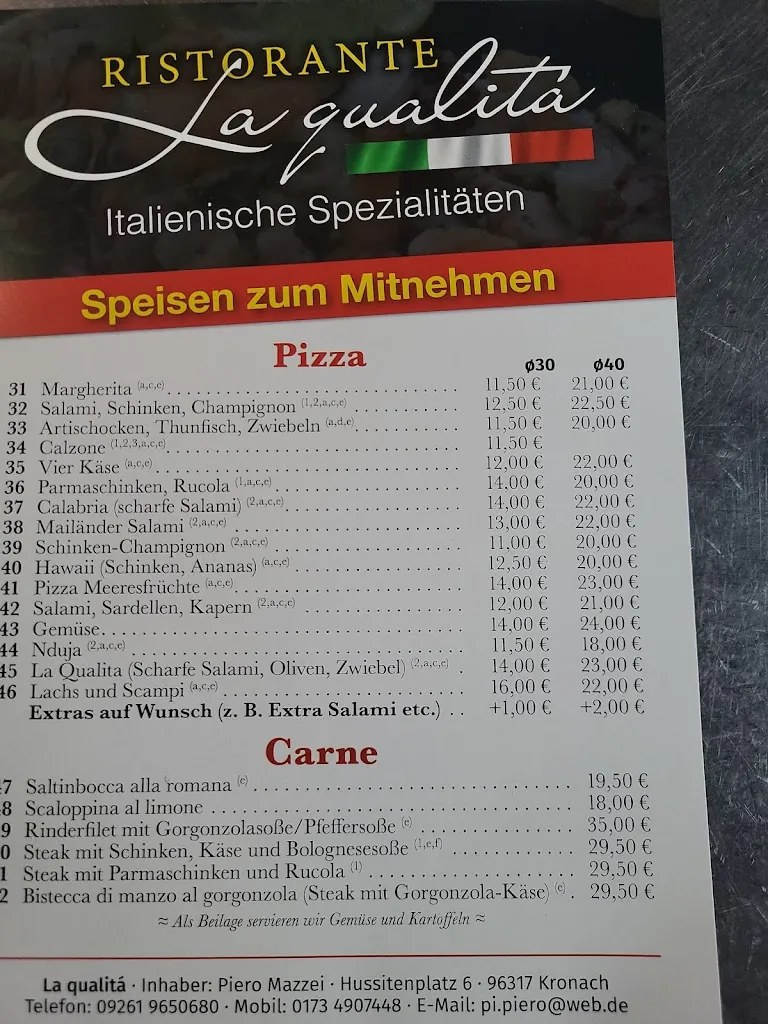 RISTORANTE
La qualitá
Italienische Spezialitäten
Speisen zum Mitnehmen
Pizza ø30 ø40
31 Margherita (a,c,e) 11,50 € 21,00 €
32 Salami, Schinken, Champignon (1,2,a,c,e) 12,50 € 22,50 €
33 Artischocken, Thunfisch, Zwiebeln (a,d,e) 11,50 € 20,00 €
34 Calzone (1,2,3,a,c,e) 11,50 €
35 Vier Käse (a,c,e) 12,00 € 22,00 €
36 Parmaschinken, Rucola (1,a,c,e) 14,00 € 20,00 €
37 Calabria (scharfe Salami) (2,a,c,e) 14,00 € 22,00 €
38 Mailänder Salami (2,a,c,e) 13,00 € 22,00 €
39 Schinken-Champignon (2,a,c,e) 11,00 € 20,00 €
40 Hawaii (Schinken, Ananas) (a,c,e) 12,50 € 20,00 €
41 Pizza Meeresfrüchte (a,c,e) 14,00 € 23,00 €
42 Salami, Sardellen, Kapern (2,a,c,e) 12,00 € 21,00 €
43 Gemüse 14,00 € 24,00 €
44 Nduja (2,a,c,e) 11,50 € 18,00 €
45 La Qualita (Scharfe Salami, Oliven, Zwiebel) (2,a,c,e) 14,00 € 23,00 €
46 Lachs und Scampi (a,c,e) 16,00 € 22,00 €
Extras auf Wunsch (z. B. Extra Salami etc.) +1,00 € +2,00 €
Carne
7 Saltinbocca alla romana (e) 19,50 €
8 Scaloppina al limone 18,00 €
9 Rinderfilet mit Gorgonzolasoße/Pfeffersoße (e) 35,00 €
0 Steak mit Schinken, Käse und Bolognesesoße (1,e,f) 29,50 €
1 Steak mit Parmaschinken und Rucola (1) 29,50 €
2 Bistecca di manzo al gorgonzola (Steak mit Gorgonzola-Käse) (e) 29,50 €
≈ Als Beilage servieren wir Gemüse und Kartoffeln ≈
La qualitá · Inhaber: Piero Mazzei · Hussitenplatz 6 · 96317 Kronach
Telefon: 09261 9650680 · Mobil: 0173 4907448 · E-Mail: pi.piero@web.de